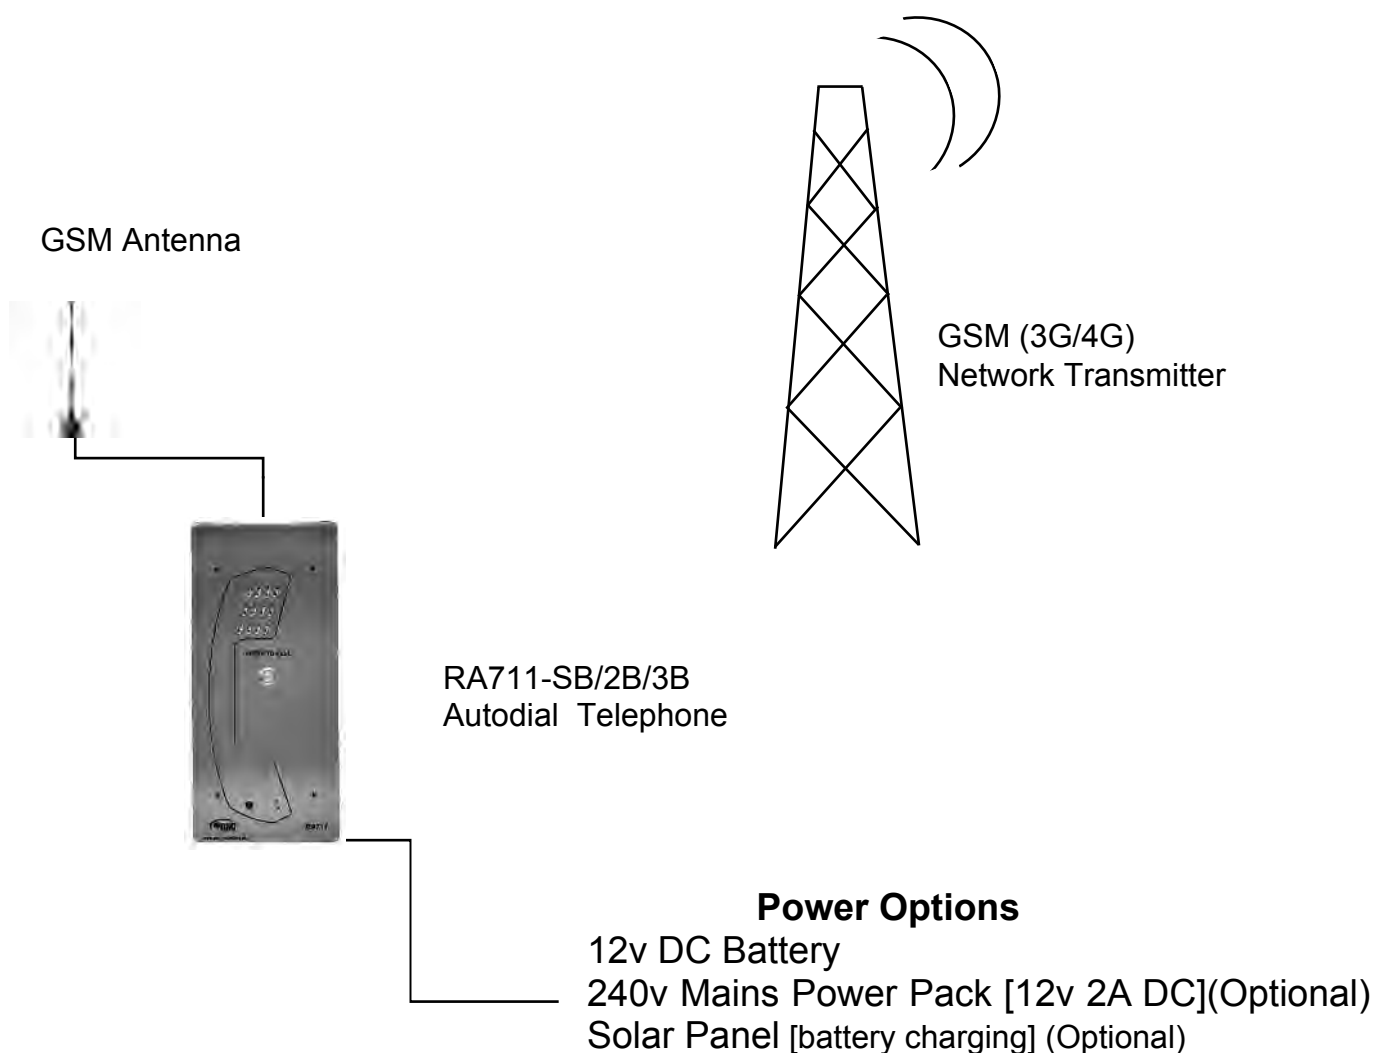 GSM Antenna
GSM (3G/4G)
Network Transmitter
RA711-SB/2B/3B
Autodial Telephone
RA711
Power Options
12v DC Battery
240v Mains Power Pack [12v 2A DC](Optional)
Solar Panel [battery charging] (Optional)